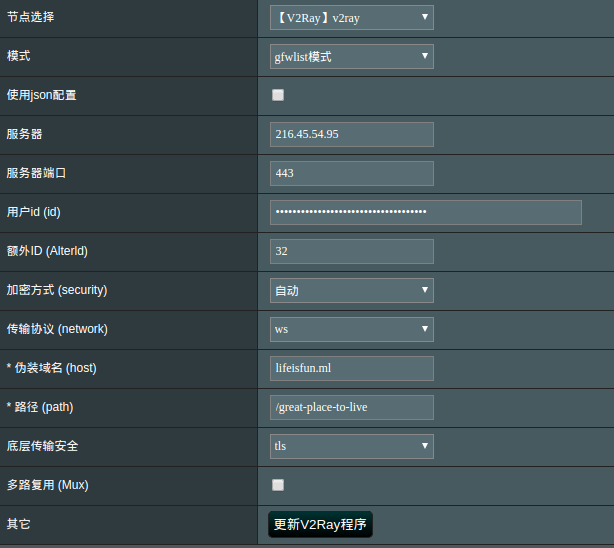 节点选择 【V2Ray】v2ray
模式 gfwlist模式
使用json配置
服务器 216.45.54.95
服务器端口 443
用户id (id) ••••••••••••••••••••••••••••••••••••
额外ID (AlterId) 32
加密方式 (security) 自动
传输协议 (network) ws
* 伪装域名 (host) lifeisfun.ml
* 路径 (path) /great-place-to-live
底层传输安全 tls
多路复用 (Mux)
其它 更新V2Ray程序